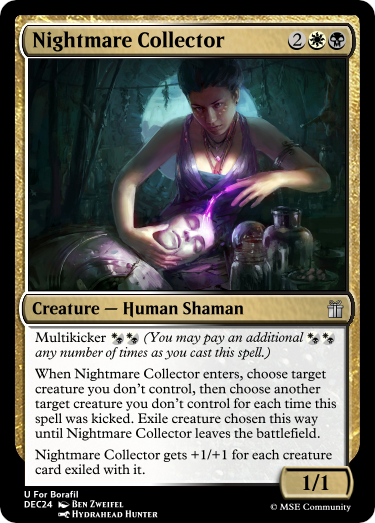 Nightmare Collector 2
Creature — Human Shaman
Multikicker (You may pay an additional
any number of times as you cast this spell.)
When Nightmare Collector enters, choose target
creature you don't control, then choose another
target creature you don't control for each time this
spell was kicked. Exile creature chosen this way
until Nightmare Collector leaves the battlefield.
Nightmare Collector gets +1/+1 for each creature
card exiled with it.
1/1
U For Borafil
DEC24 Ben Zweifel
Hydrahead Hunter
© MSE Community